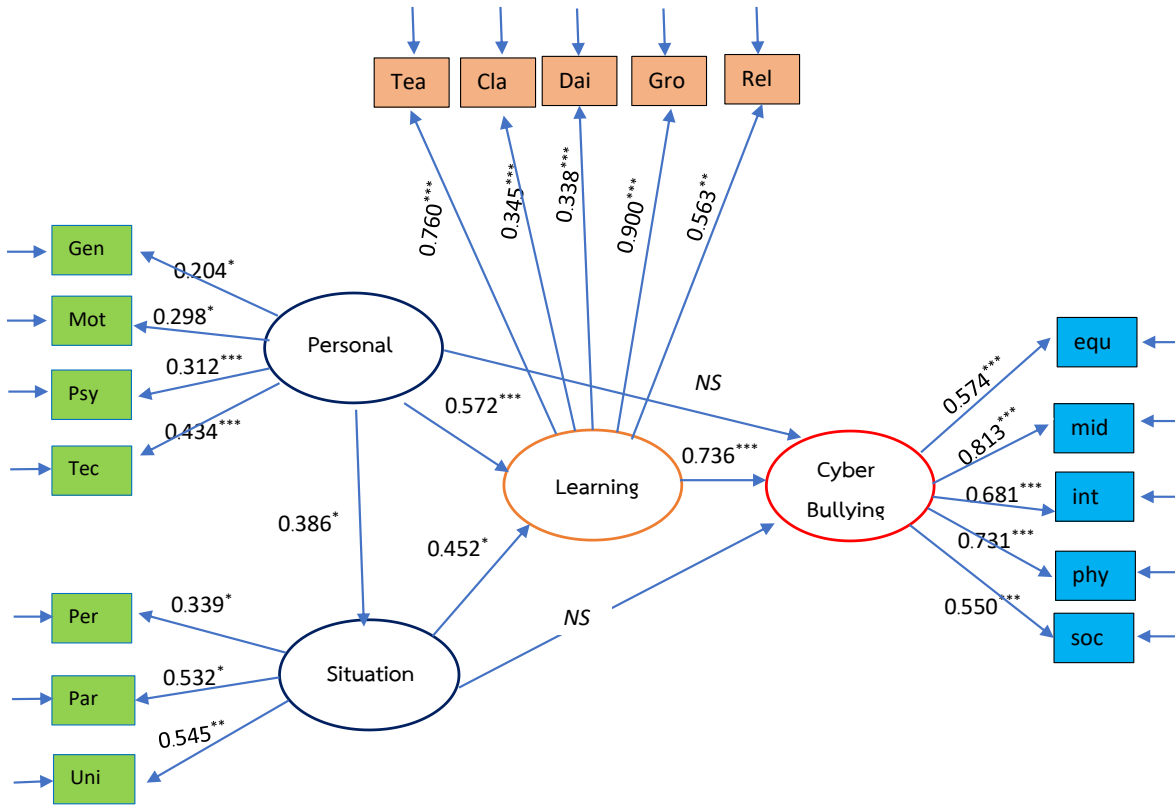 Tea
Cla
Dai
Gro
Rel
0.760***
0.345***
0.338***
0.900***
0.563**
Gen
0.204*
Mot
0.298*
Personal
equ
Psy
0.312***
NS
0.574***
0.572***
mid
0.813***
Tec
0.434***
0.736***
Cyber
Bullying
Learning
int
0.681***
0.386*
0.452*
0.731***
phy
0.550***
Per
0.339*
NS
soc
Situation
Par
0.532*
Uni
0.545**